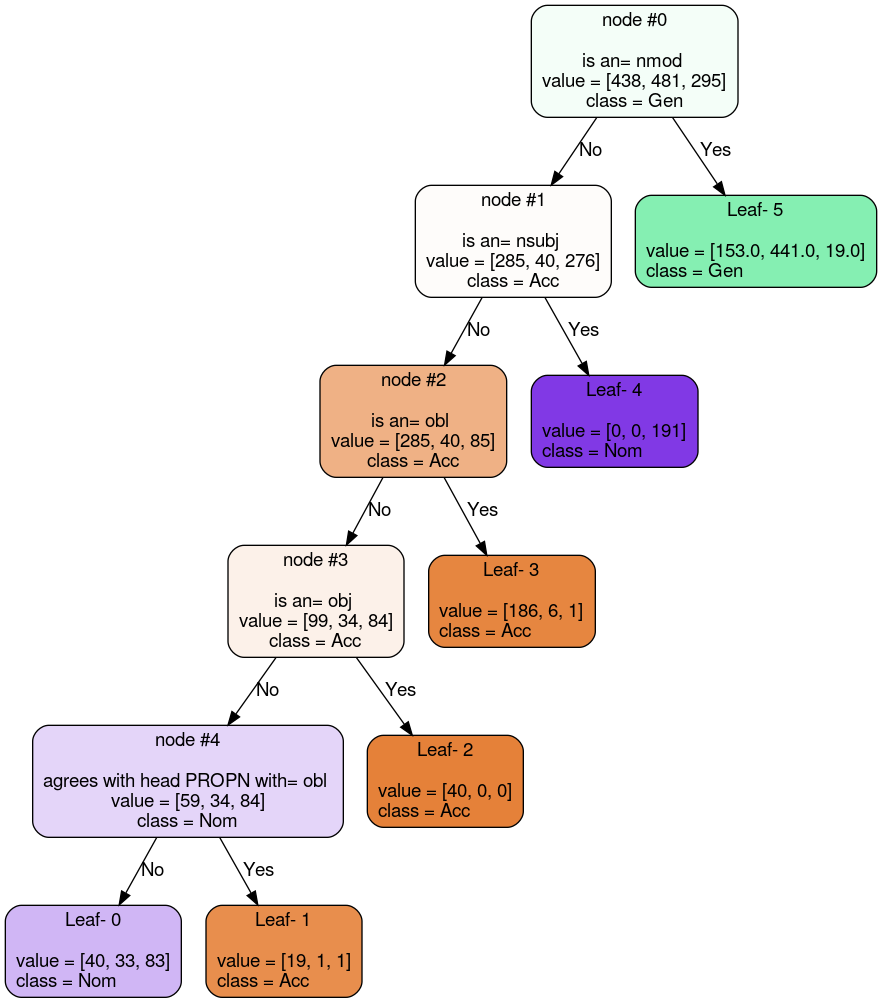 node #0
is an= nmod
value = [438, 481, 295]
class = Gen
No
Yes
node #1
is an= nsubj
value = [285, 40, 276]
class = Acc
Leaf- 5
value = [153.0, 441.0, 19.0]
class = Gen
No
Yes
node #2
is an= obl
value = [285, 40, 85]
class = Acc
Leaf- 4
value = [0, 0, 191]
class = Nom
No
Yes
node #3
is an= obj
value = [99, 34, 84]
class = Acc
Leaf- 3
value = [186, 6, 1]
class = Acc
No
Yes
node #4
agrees with head PROPN with= obl
value = [59, 34, 84]
class = Nom
Leaf- 2
value = [40, 0, 0]
class = Acc
No
Yes
Leaf- 0
value = [40, 33, 83]
class = Nom
Leaf- 1
value = [19, 1, 1]
class = Acc